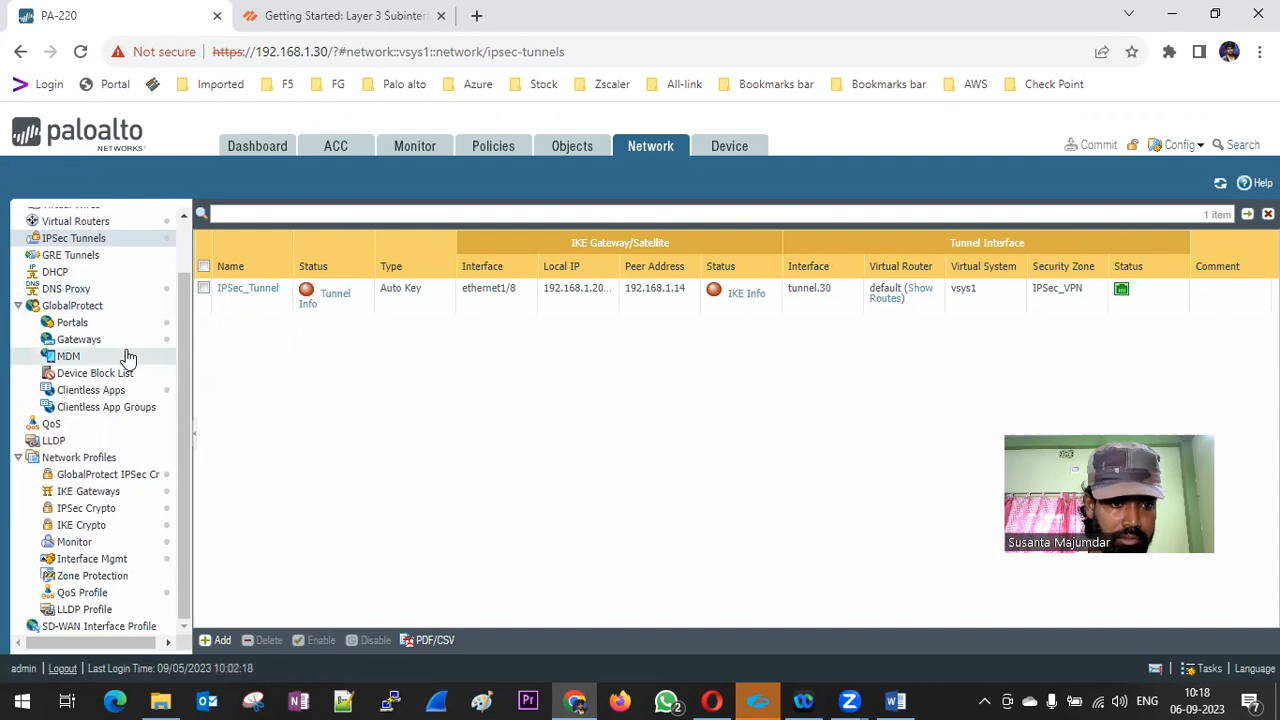 PA-220
Getting Started: Layer 3 Subinterf
Not secure
https://192.168.1.30/?#network::vsys1::network/ipsec-tunnels
Login
Portal
Imported
F5
FG
Palo alto
Azure
Stock
Zscaler
All-link
Bookmarks bar
Bookmarks bar
AWS
Check Point
paloalto
NETWORKS
Dashboard
ACC
Monitor
Policies
Objects
Network
Device
Commit
Config
Search
Help
Virtual Wires
Virtual Routers
IPSec Tunnels
GRE Tunnels
DHCP
DNS Proxy
GlobalProtect
Portals
Gateways
MDM
Device Block List
Clientless Apps
Clientless App Groups
QoS
LLDP
Network Profiles
GlobalProtect IPSec Cr
IKE Gateways
IPSec Crypto
IKE Crypto
Monitor
Interface Mgmt
Zone Protection
QoS Profile
LLDP Profile
SD-WAN Interface Profile
1 item
IKE Gateway/Satellite
Tunnel Interface
Name
Status
Type
Interface
Local IP
Peer Address
Status
Interface
Virtual Router
Virtual System
Security Zone
Status
Comment
IPSec_Tunnel
Tunnel
Info
Auto Key
ethernet1/8
192.168.1.20...
192.168.1.14
IKE Info
tunnel.30
default (Show
Routes)
vsys1
IPSec_VPN
Susanta Majumdar
Add
Delete
Enable
Disable
PDF/CSV
admin
Logout
Last Login Time: 09/05/2023 10:02:18
Tasks
Language
2
Pr
ENG
10:18
06-09-2023
7